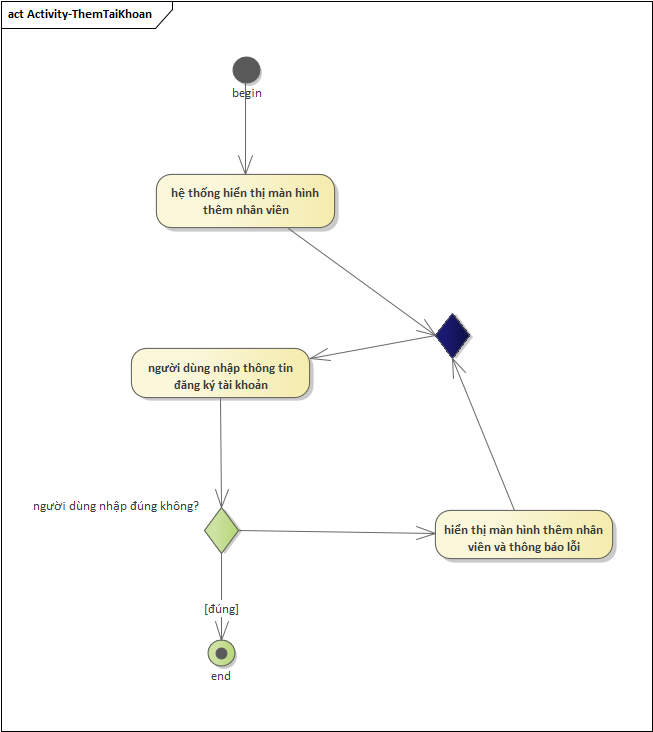 act Activity-ThemTaiKhoan
begin
hệ thống hiển thị màn hình
thêm nhân viên
người dùng nhập thông tin
đăng ký tài khoản
người dùng nhập đúng không?
hiển thị màn hình thêm nhân
viên và thông báo lỗi
[đúng]
end